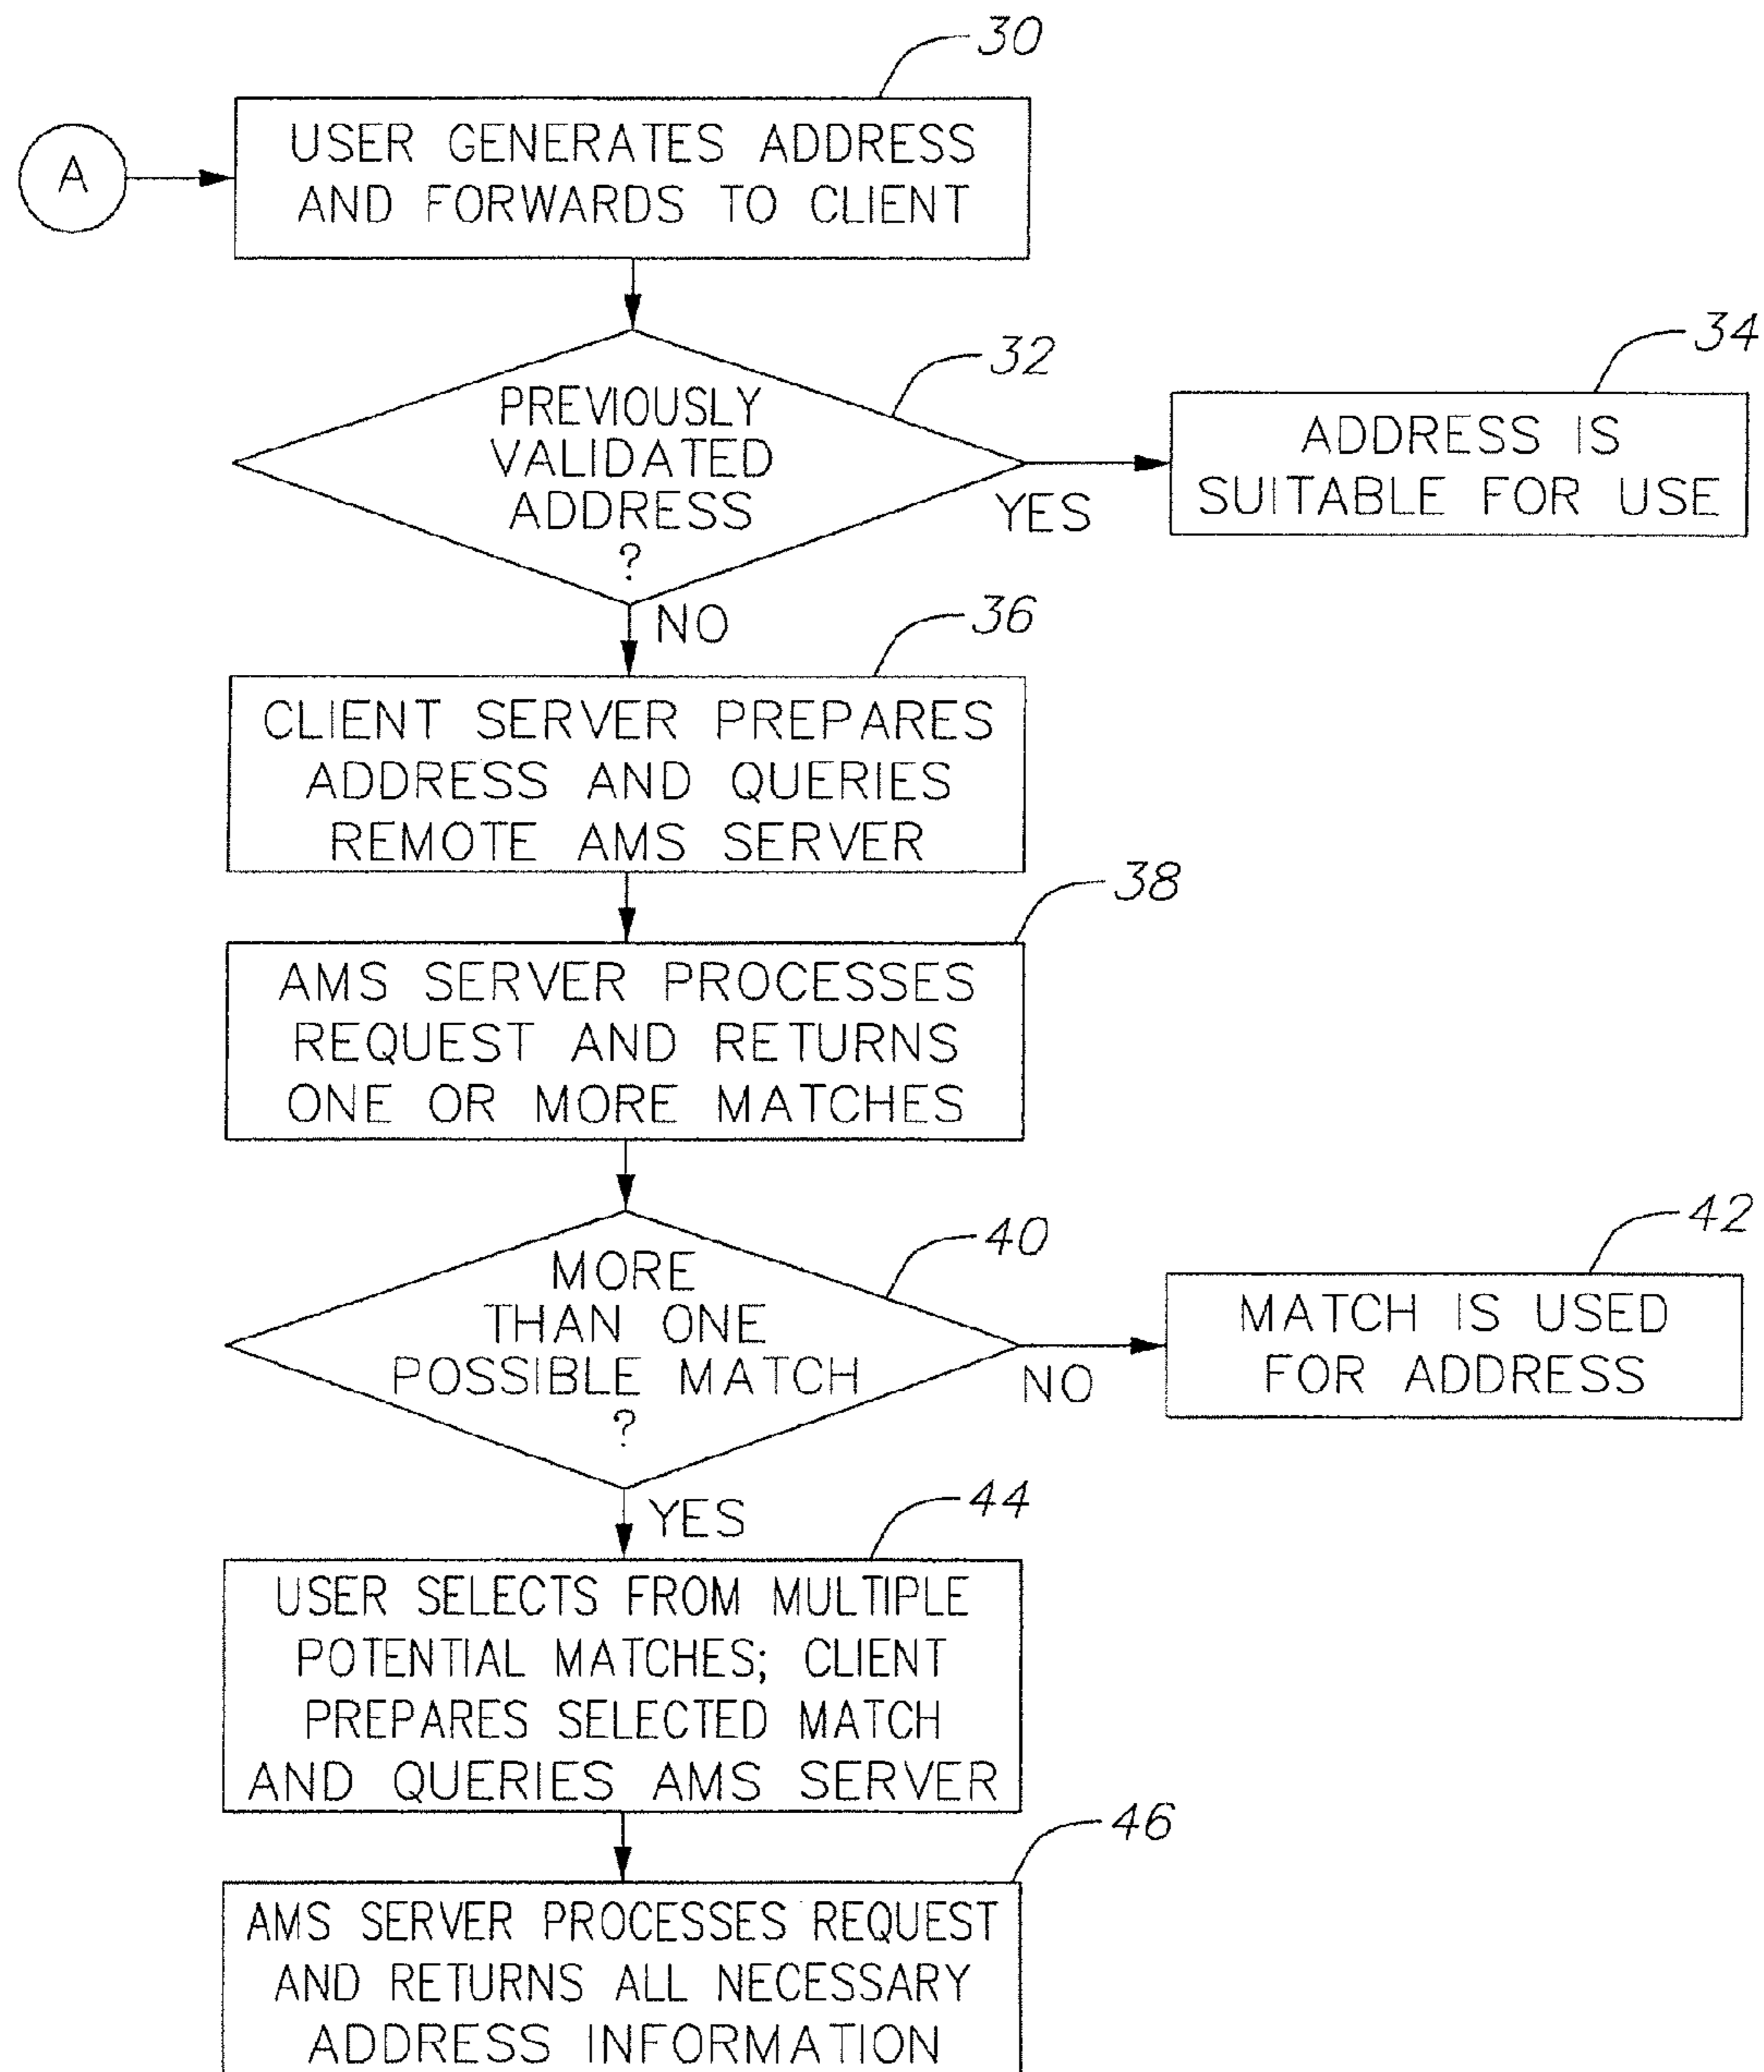 30
A
USER GENERATES ADDRESS
AND FORWARDS TO CLIENT
32
PREVIOUSLY
VALIDATED
ADDRESS
?
YES
34
ADDRESS IS
SUITABLE FOR USE
NO
36
CLIENT SERVER PREPARES
ADDRESS AND QUERIES
REMOTE AMS SERVER
38
AMS SERVER PROCESSES
REQUEST AND RETURNS
ONE OR MORE MATCHES
40
MORE
THAN ONE
POSSIBLE MATCH
?
NO
42
MATCH IS USED
FOR ADDRESS
YES
44
USER SELECTS FROM MULTIPLE
POTENTIAL MATCHES; CLIENT
PREPARES SELECTED MATCH
AND QUERIES AMS SERVER
46
AMS SERVER PROCESSES REQUEST
AND RETURNS ALL NECESSARY
ADDRESS INFORMATION